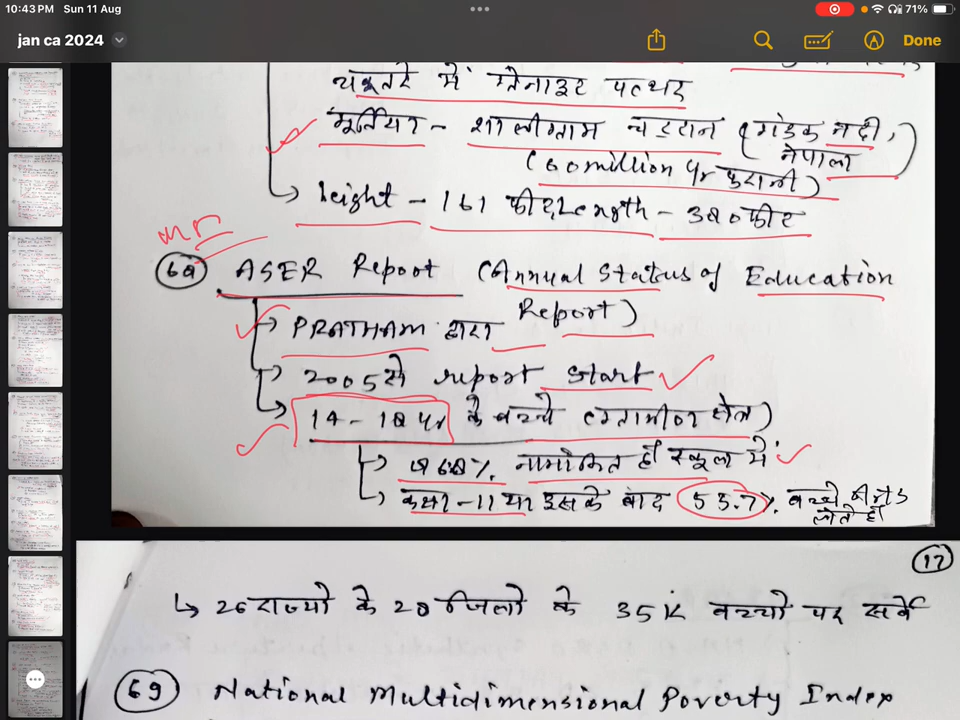 10:43 PM Sun 11 Aug
71%
jan ca 2024
Done
चबूतरे में ग्रेनाइट पत्थर
मूर्तियां - शालीग्राम चट्टान (गंडक नदी, नेपाल)
(60 million yr पुरानी)
height - 161 फीट, Length - 380 फीट
68 ASER Report (Annual Status of Education
Report)
PRATHAM द्वारा
2005 से report start
14 - 18 yr के बच्चे (ग्रामीण क्षेत्र)
86.8% नामांकित हैं स्कूल में
कक्षा - 11 या इसके बाद 55.7% बच्चे
लेते हैं
17
↳ 26 राज्यों के 28 जिलों के 35K बच्चों पर सर्वे
69 National Multidimensional Poverty Index